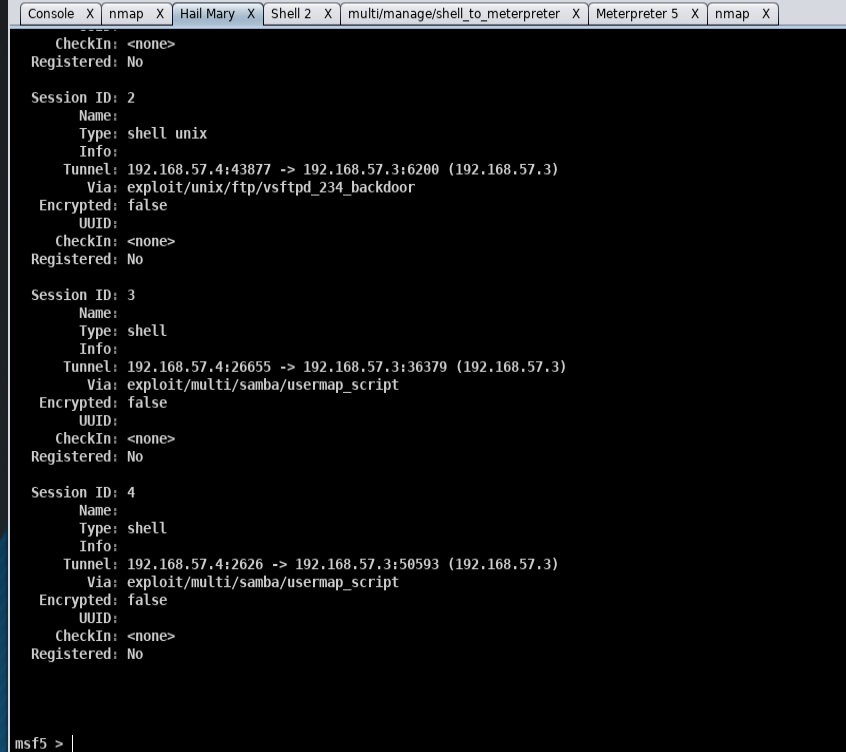 Console X nmap X Hail Mary X Shell 2 X multi/manage/shell_to_meterpreter X Meterpreter 5 X nmap X
CheckIn: <none>
Registered: No
Session ID: 2
Name:
Type: shell unix
Info:
Tunnel: 192.168.57.4:43877 -> 192.168.57.3:6200 (192.168.57.3)
Via: exploit/unix/ftp/vsftpd_234_backdoor
Encrypted: false
UUID:
CheckIn: <none>
Registered: No
Session ID: 3
Name:
Type: shell
Info:
Tunnel: 192.168.57.4:26655 -> 192.168.57.3:36379 (192.168.57.3)
Via: exploit/multi/samba/usermap_script
Encrypted: false
UUID:
CheckIn: <none>
Registered: No
Session ID: 4
Name:
Type: shell
Info:
Tunnel: 192.168.57.4:2626 -> 192.168.57.3:50593 (192.168.57.3)
Via: exploit/multi/samba/usermap_script
Encrypted: false
UUID:
CheckIn: <none>
Registered: No
msf5 >